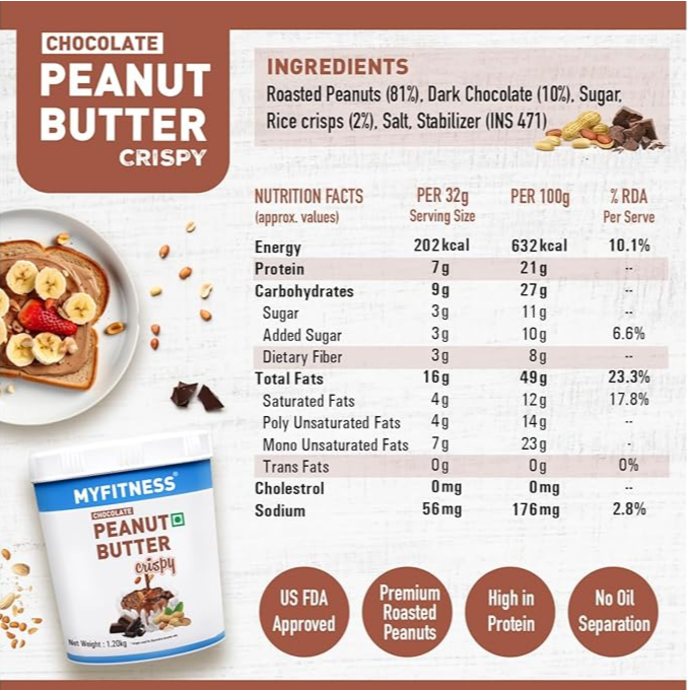 CHOCOLATE
PEANUT
BUTTER
CRISPY
INGREDIENTS
Roasted Peanuts (81%), Dark Chocolate (10%), Sugar,
Rice crisps (2%), Salt, Stabilizer (INS 471)
NUTRITION FACTS PER 32g PER 100g % RDA
(approx. values) Serving Size Per Serve
Energy 202 kcal 632 kcal 10.1%
Protein 7g 21g --
Carbohydrates 9g 27g --
Sugar 3g 11g --
Added Sugar 3g 10g 6.6%
Dietary Fiber 3g 8g --
Total Fats 16g 49g 23.3%
Saturated Fats 4g 12g 17.8%
Poly Unsaturated Fats 4g 14g --
Mono Unsaturated Fats 7g 23g --
Trans Fats 0g 0g 0%
Cholestrol 0mg 0mg --
Sodium 56mg 176mg 2.8%
MYFITNESS
CHOCOLATE
PEANUT
BUTTER
crispy
Net Weight : 1.20kg
US FDA
Approved
Premium
Roasted
Peanuts
High in
Protein
No Oil
Separation